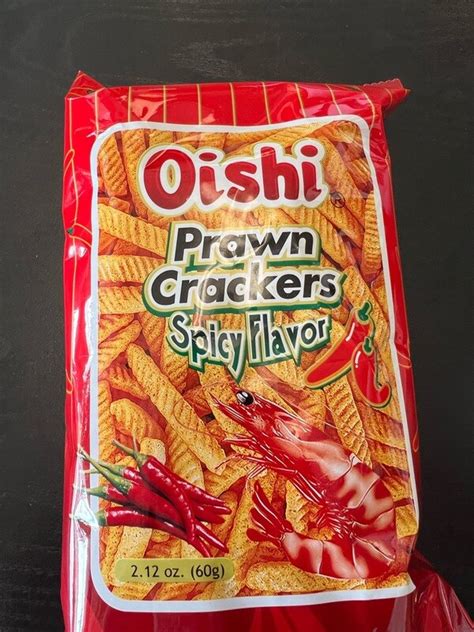 Oishi®
Prawn
Crackers
Spicy Flavor
2.12 oz. (60g)